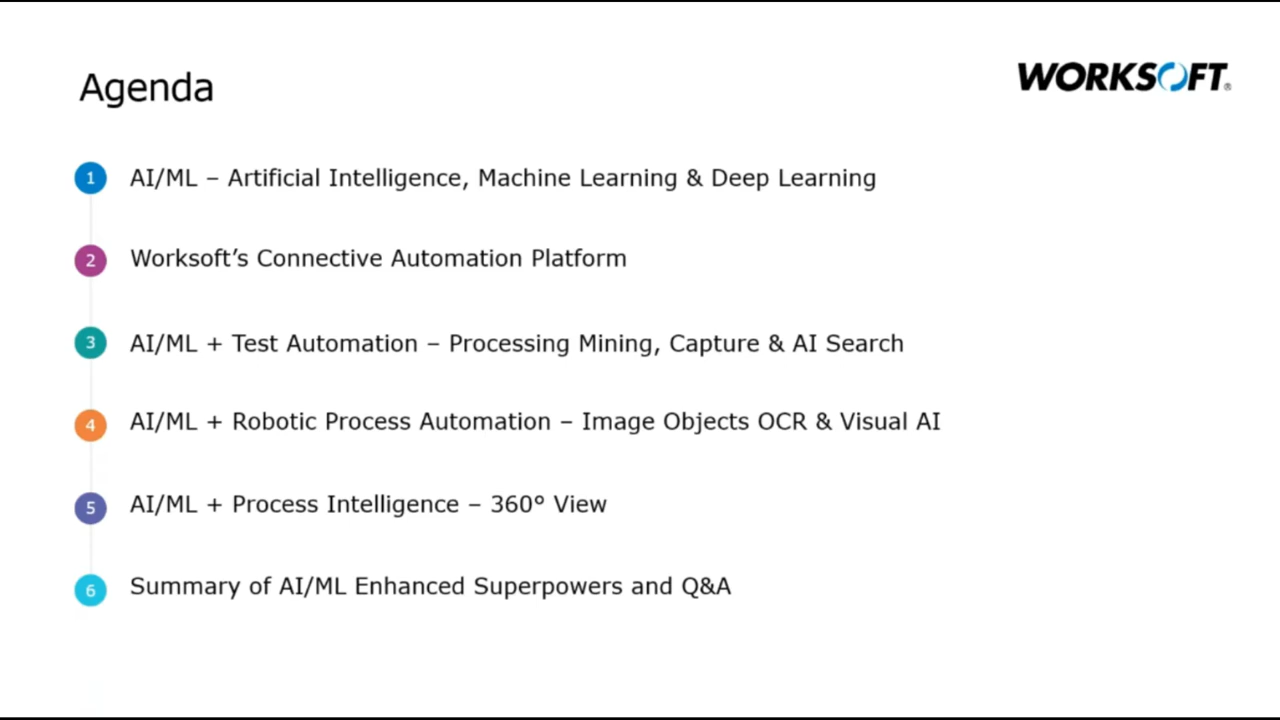 Agenda
WORKSOFT®
1 AI/ML – Artificial Intelligence, Machine Learning & Deep Learning
2 Worksoft’s Connective Automation Platform
3 AI/ML + Test Automation – Processing Mining, Capture & AI Search
4 AI/ML + Robotic Process Automation – Image Objects OCR & Visual AI
5 AI/ML + Process Intelligence – 360° View
6 Summary of AI/ML Enhanced Superpowers and Q&A